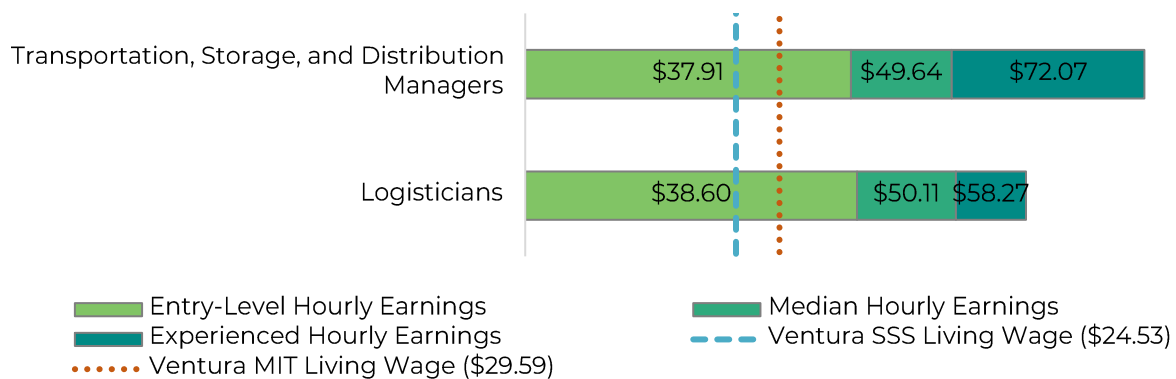 Transportation, Storage, and Distribution
Managers
$37.91 $49.64 $72.07
Logisticians
$38.60 $50.11 $58.27
Entry-Level Hourly Earnings
Median Hourly Earnings
Experienced Hourly Earnings
Ventura SSS Living Wage ($24.53)
Ventura MIT Living Wage ($29.59)